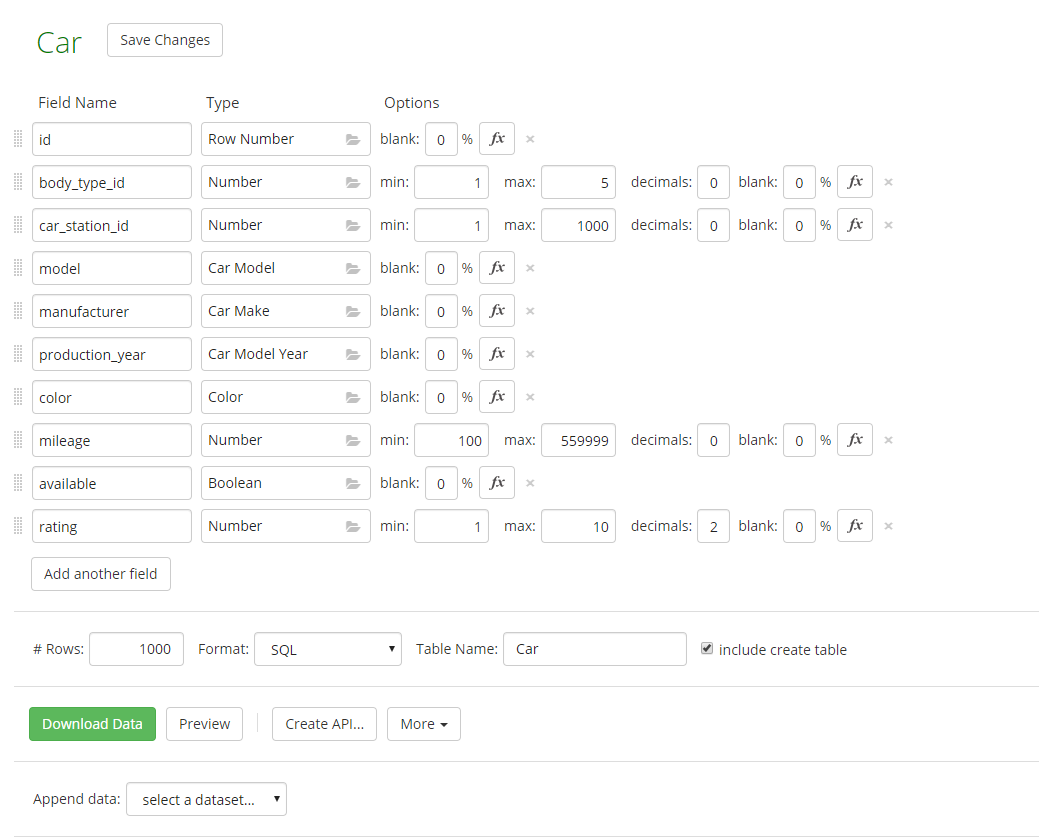 Car Save Changes
Field Name Type Options
id Row Number blank: 0 % fx ×
body_type_id Number min: 1 max: 5 decimals: 0 blank: 0 % fx ×
car_station_id Number min: 1 max: 1000 decimals: 0 blank: 0 % fx ×
model Car Model blank: 0 % fx ×
manufacturer Car Make blank: 0 % fx ×
production_year Car Model Year blank: 0 % fx ×
color Color blank: 0 % fx ×
mileage Number min: 100 max: 559999 decimals: 0 blank: 0 % fx ×
available Boolean blank: 0 % fx ×
rating Number min: 1 max: 10 decimals: 2 blank: 0 % fx ×
Add another field
# Rows: 1000 Format: SQL Table Name: Car include create table
Download Data Preview Create API... More
Append data: select a dataset...